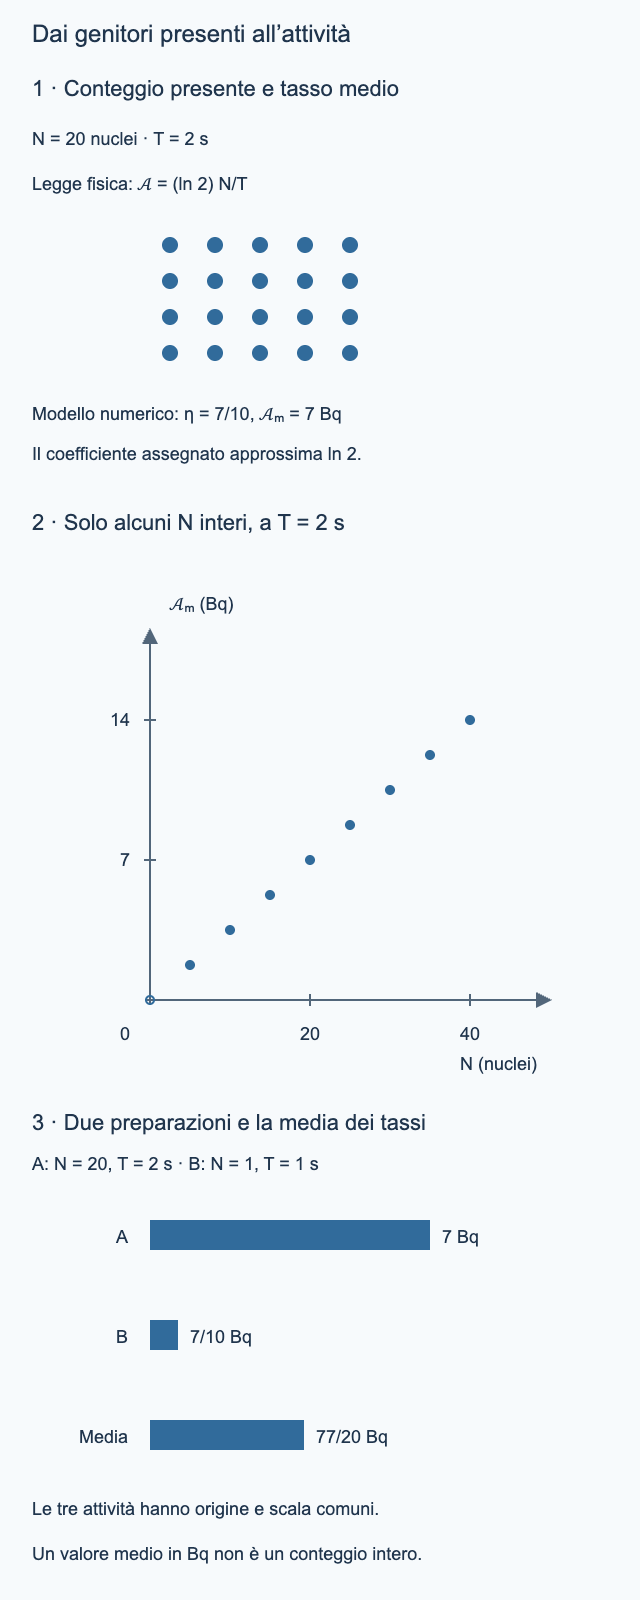 Dai genitori presenti all’attività
1 · Conteggio presente e tasso medio
N = 20 nuclei · T = 2 s
Legge fisica: 𝒜 = (ln 2) N/T
Modello numerico: η = 7/10, 𝒜ₘ = 7 Bq
Il coefficiente assegnato approssima ln 2.
2 · Solo alcuni N interi, a T = 2 s
𝒜ₘ (Bq)
14
7
0 20 40
N (nuclei)
3 · Due preparazioni e la media dei tassi
A: N = 20, T = 2 s · B: N = 1, T = 1 s
A 7 Bq
B 7/10 Bq
Media 77/20 Bq
Le tre attività hanno origine e scala comuni.
Un valore medio in Bq non è un conteggio intero.